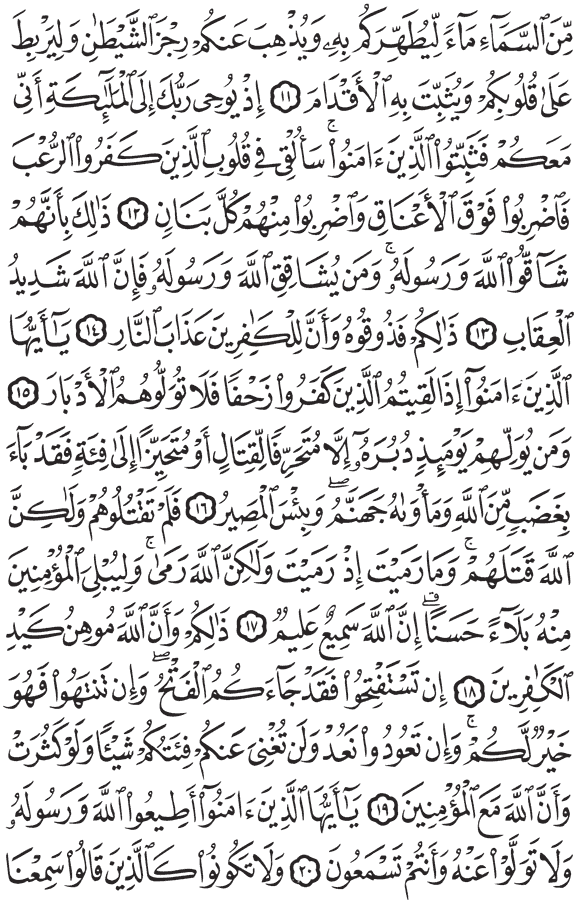 مِّنَ ٱلسَّمَآءِ مَآءً لِّيُطَهِّرَكُم بِهِۦ وَيُذْهِبَ عَنكُمْ رِجْزَ ٱلشَّيْطَٰنِ وَلِيَرْبِطَ
عَلَىٰ قُلُوبِكُمْ وَيُثَبِّتَ بِهِ ٱلْأَقْدَامَ ١١ إِذْ يُوحِى رَبُّكَ إِلَى ٱلْمَلَٰٓئِكَةِ أَنِّى
مَعَكُمْ فَثَبِّتُوا۟ ٱلَّذِينَ ءَامَنُوا۟ ۚ سَأُلْقِى فِى قُلُوبِ ٱلَّذِينَ كَفَرُوا۟ ٱلرُّعْبَ
فَٱضْرِبُوا۟ فَوْقَ ٱلْأَعْنَاقِ وَٱضْرِبُوا۟ مِنْهُمْ كُلَّ بَنَانٍ ١٢ ذَٰلِكَ بِأَنَّهُمْ
شَآقُّوا۟ ٱللَّهَ وَرَسُولَهُۥ ۚ وَمَن يُشَاقِقِ ٱللَّهَ وَرَسُولَهُۥ فَإِنَّ ٱللَّهَ شَدِيدُ
ٱلْعِقَابِ ١٣ ذَٰلِكُمْ فَذُوقُوهُ وَأَنَّ لِلْكَٰفِرِينَ عَذَابَ ٱلنَّارِ ١٤ يَٰٓأَيُّهَا
ٱلَّذِينَ ءَامَنُوٓا۟ إِذَا لَقِيتُمُ ٱلَّذِينَ كَفَرُوا۟ زَحْفًا فَلَا تُوَلُّوهُمُ ٱلْأَدْبَارَ ١٥
وَمَن يُوَلِّهِمْ يَوْمَئِذٍ دُبُرَهُۥٓ إِلَّا مُتَحَرِّفًا لِّقِتَالٍ أَوْ مُتَحَيِّزًا إِلَىٰ فِئَةٍ فَقَدْ بَآءَ
بِغَضَبٍ مِّنَ ٱللَّهِ وَمَأْوَىٰهُ جَهَنَّمُ ۖ وَبِئْسَ ٱلْمَصِيرُ ١٦ فَلَمْ تَقْتُلُوهُمْ وَلَٰكِنَّ
ٱللَّهَ قَتَلَهُمْ ۚ وَمَا رَمَيْتَ إِذْ رَمَيْتَ وَلَٰكِنَّ ٱللَّهَ رَمَىٰ ۚ وَلِيُبْلِىَ ٱلْمُؤْمِنِينَ
مِنْهُ بَلَآءً حَسَنًا ۚ إِنَّ ٱللَّهَ سَمِيعٌ عَلِيمٌ ١٧ ذَٰلِكُمْ وَأَنَّ ٱللَّهَ مُوهِنُ كَيْدِ
ٱلْكَٰفِرِينَ ١٨ إِن تَسْتَفْتِحُوا۟ فَقَدْ جَآءَكُمُ ٱلْفَتْحُ ۖ وَإِن تَنتَهُوا۟ فَهُوَ
خَيْرٌ لَّكُمْ ۖ وَإِن تَعُودُوا۟ نَعُدْ وَلَن تُغْنِىَ عَنكُمْ فِئَتُكُمْ شَيْـًٔا وَلَوْ كَثُرَتْ
وَأَنَّ ٱللَّهَ مَعَ ٱلْمُؤْمِنِينَ ١٩ يَٰٓأَيُّهَا ٱلَّذِينَ ءَامَنُوٓا۟ أَطِيعُوا۟ ٱللَّهَ وَرَسُولَهُۥ
وَلَا تَوَلَّوْا۟ عَنْهُ وَأَنتُمْ تَسْمَعُونَ ٢٠ وَلَا تَكُونُوا۟ كَٱلَّذِينَ قَالُوا۟ سَمِعْنَا